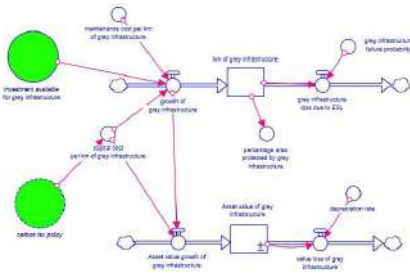 maintenance cost per km
of grey infrastructure
grey infrastructure
failure probability
km of grey infrastructure
investment available
for grey infrastructure
growth of
grey infrastructure
grey infrastructure
loss due to ESL
capital cost
per km of grey infrastructure
percentage area
protected by grey
infrastructure
carbon tax policy
Asset value of grey
infrastructure
depreciation rate
Asset value growth of
grey infrastructure
value loss of grey
infrastructure